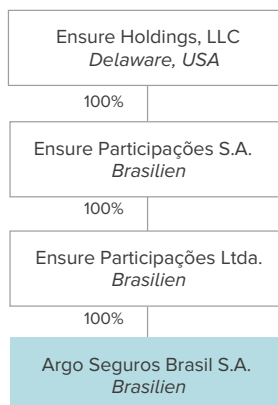 Ensure Holdings, LLC
Delaware, USA
100%
Ensure Participações S.A.
Brasilien
100%
Ensure Participações Ltda.
Brasilien
100%
Argo Seguros Brasil S.A.
Brasilien